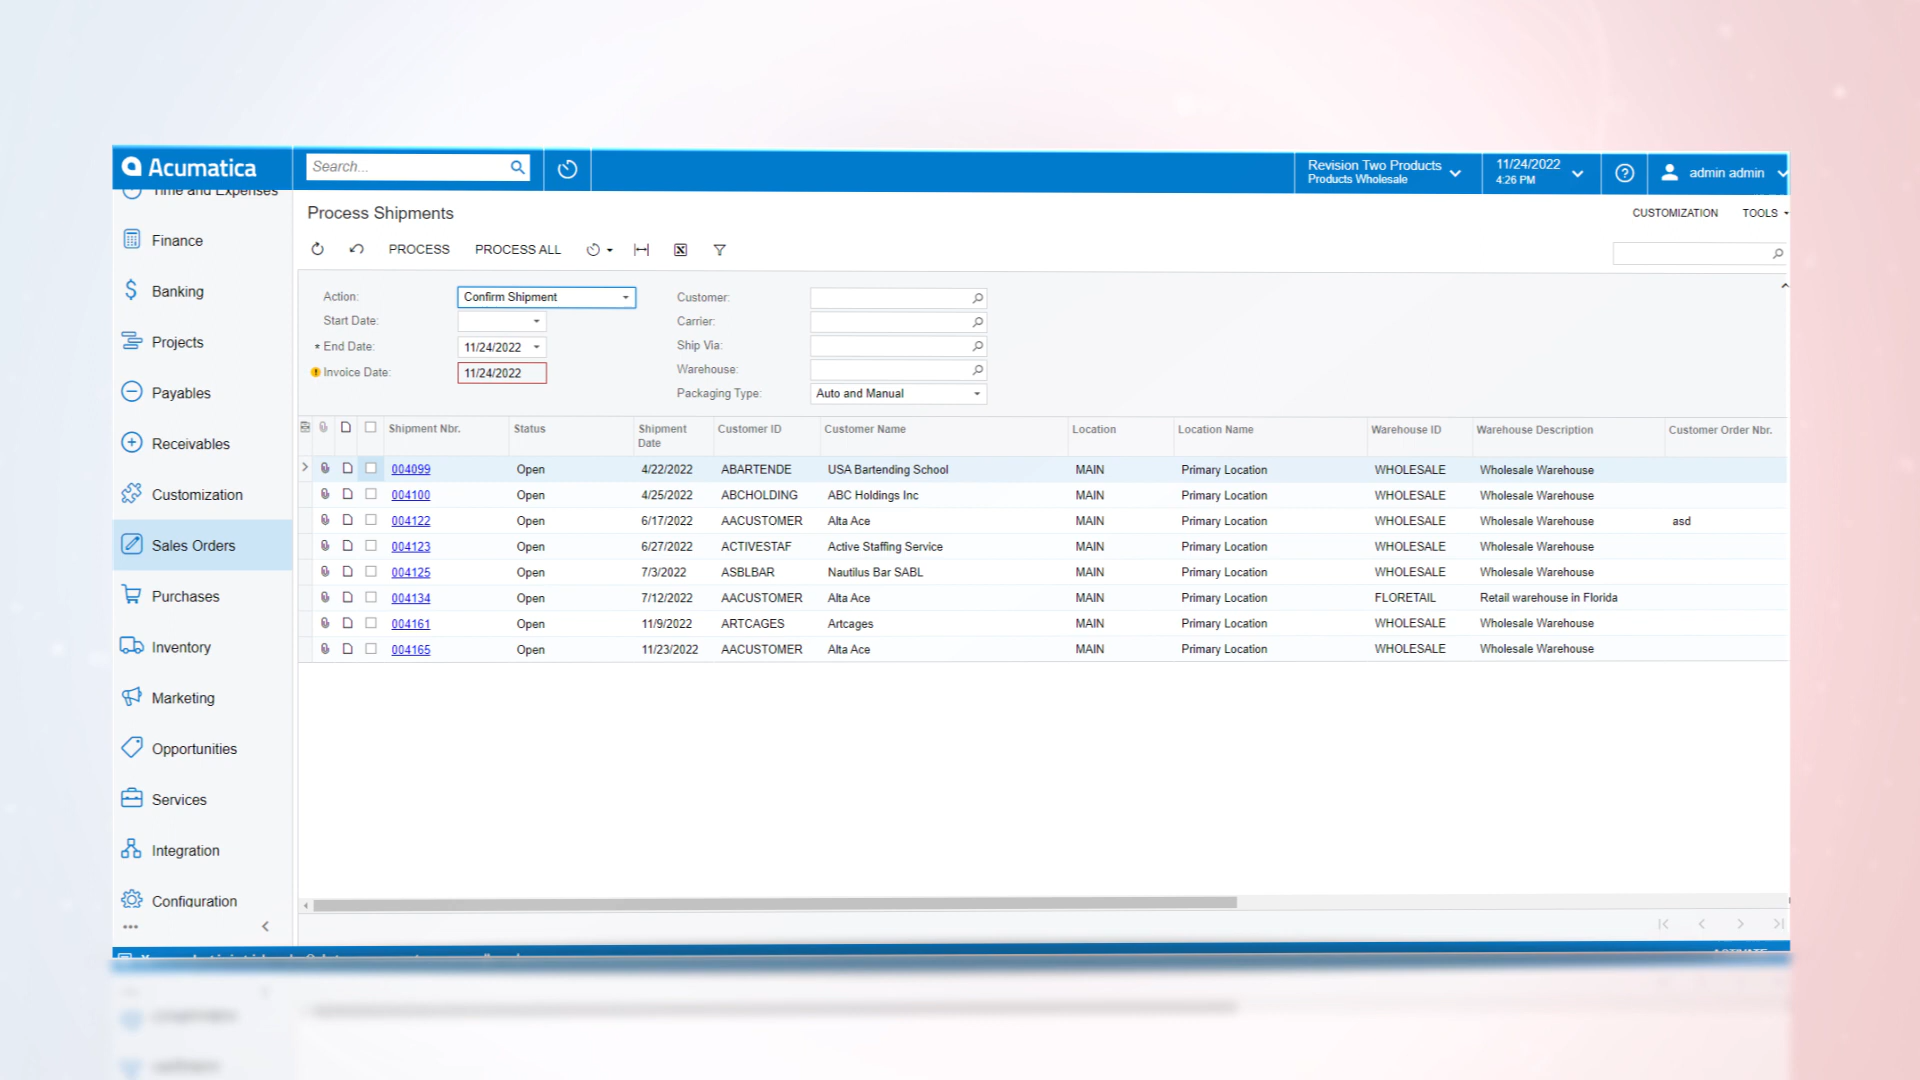 Acumatica
Search...
Revision Two Products
Products Wholesale
11/24/2022
4:26 PM
admin admin
Time and Expenses
Finance
Banking
Projects
Payables
Receivables
Customization
Sales Orders
Purchases
Inventory
Marketing
Opportunities
Services
Integration
Configuration
Process Shipments
CUSTOMIZATION TOOLS
PROCESS PROCESS ALL
Action: Confirm Shipment
Start Date:
* End Date: 11/24/2022
Invoice Date: 11/24/2022
Customer:
Carrier:
Ship Via:
Warehouse:
Packaging Type: Auto and Manual
Shipment Nbr. Status Shipment Date Customer ID Customer Name Location Location Name Warehouse ID Warehouse Description Customer Order Nbr.
004099 Open 4/22/2022 ABARTENDE USA Bartending School MAIN Primary Location WHOLESALE Wholesale Warehouse
004100 Open 4/25/2022 ABCHOLDING ABC Holdings Inc MAIN Primary Location WHOLESALE Wholesale Warehouse
004122 Open 6/17/2022 AACUSTOMER Alta Ace MAIN Primary Location WHOLESALE Wholesale Warehouse asd
004123 Open 6/27/2022 ACTIVESTAF Active Staffing Service MAIN Primary Location WHOLESALE Wholesale Warehouse
004125 Open 7/3/2022 ASBLBAR Nautilus Bar SABL MAIN Primary Location WHOLESALE Wholesale Warehouse
004134 Open 7/12/2022 AACUSTOMER Alta Ace MAIN Primary Location FLORETAIL Retail warehouse in Florida
004161 Open 11/9/2022 ARTCAGES Artcages MAIN Primary Location WHOLESALE Wholesale Warehouse
004165 Open 11/23/2022 AACUSTOMER Alta Ace MAIN Primary Location WHOLESALE Wholesale Warehouse